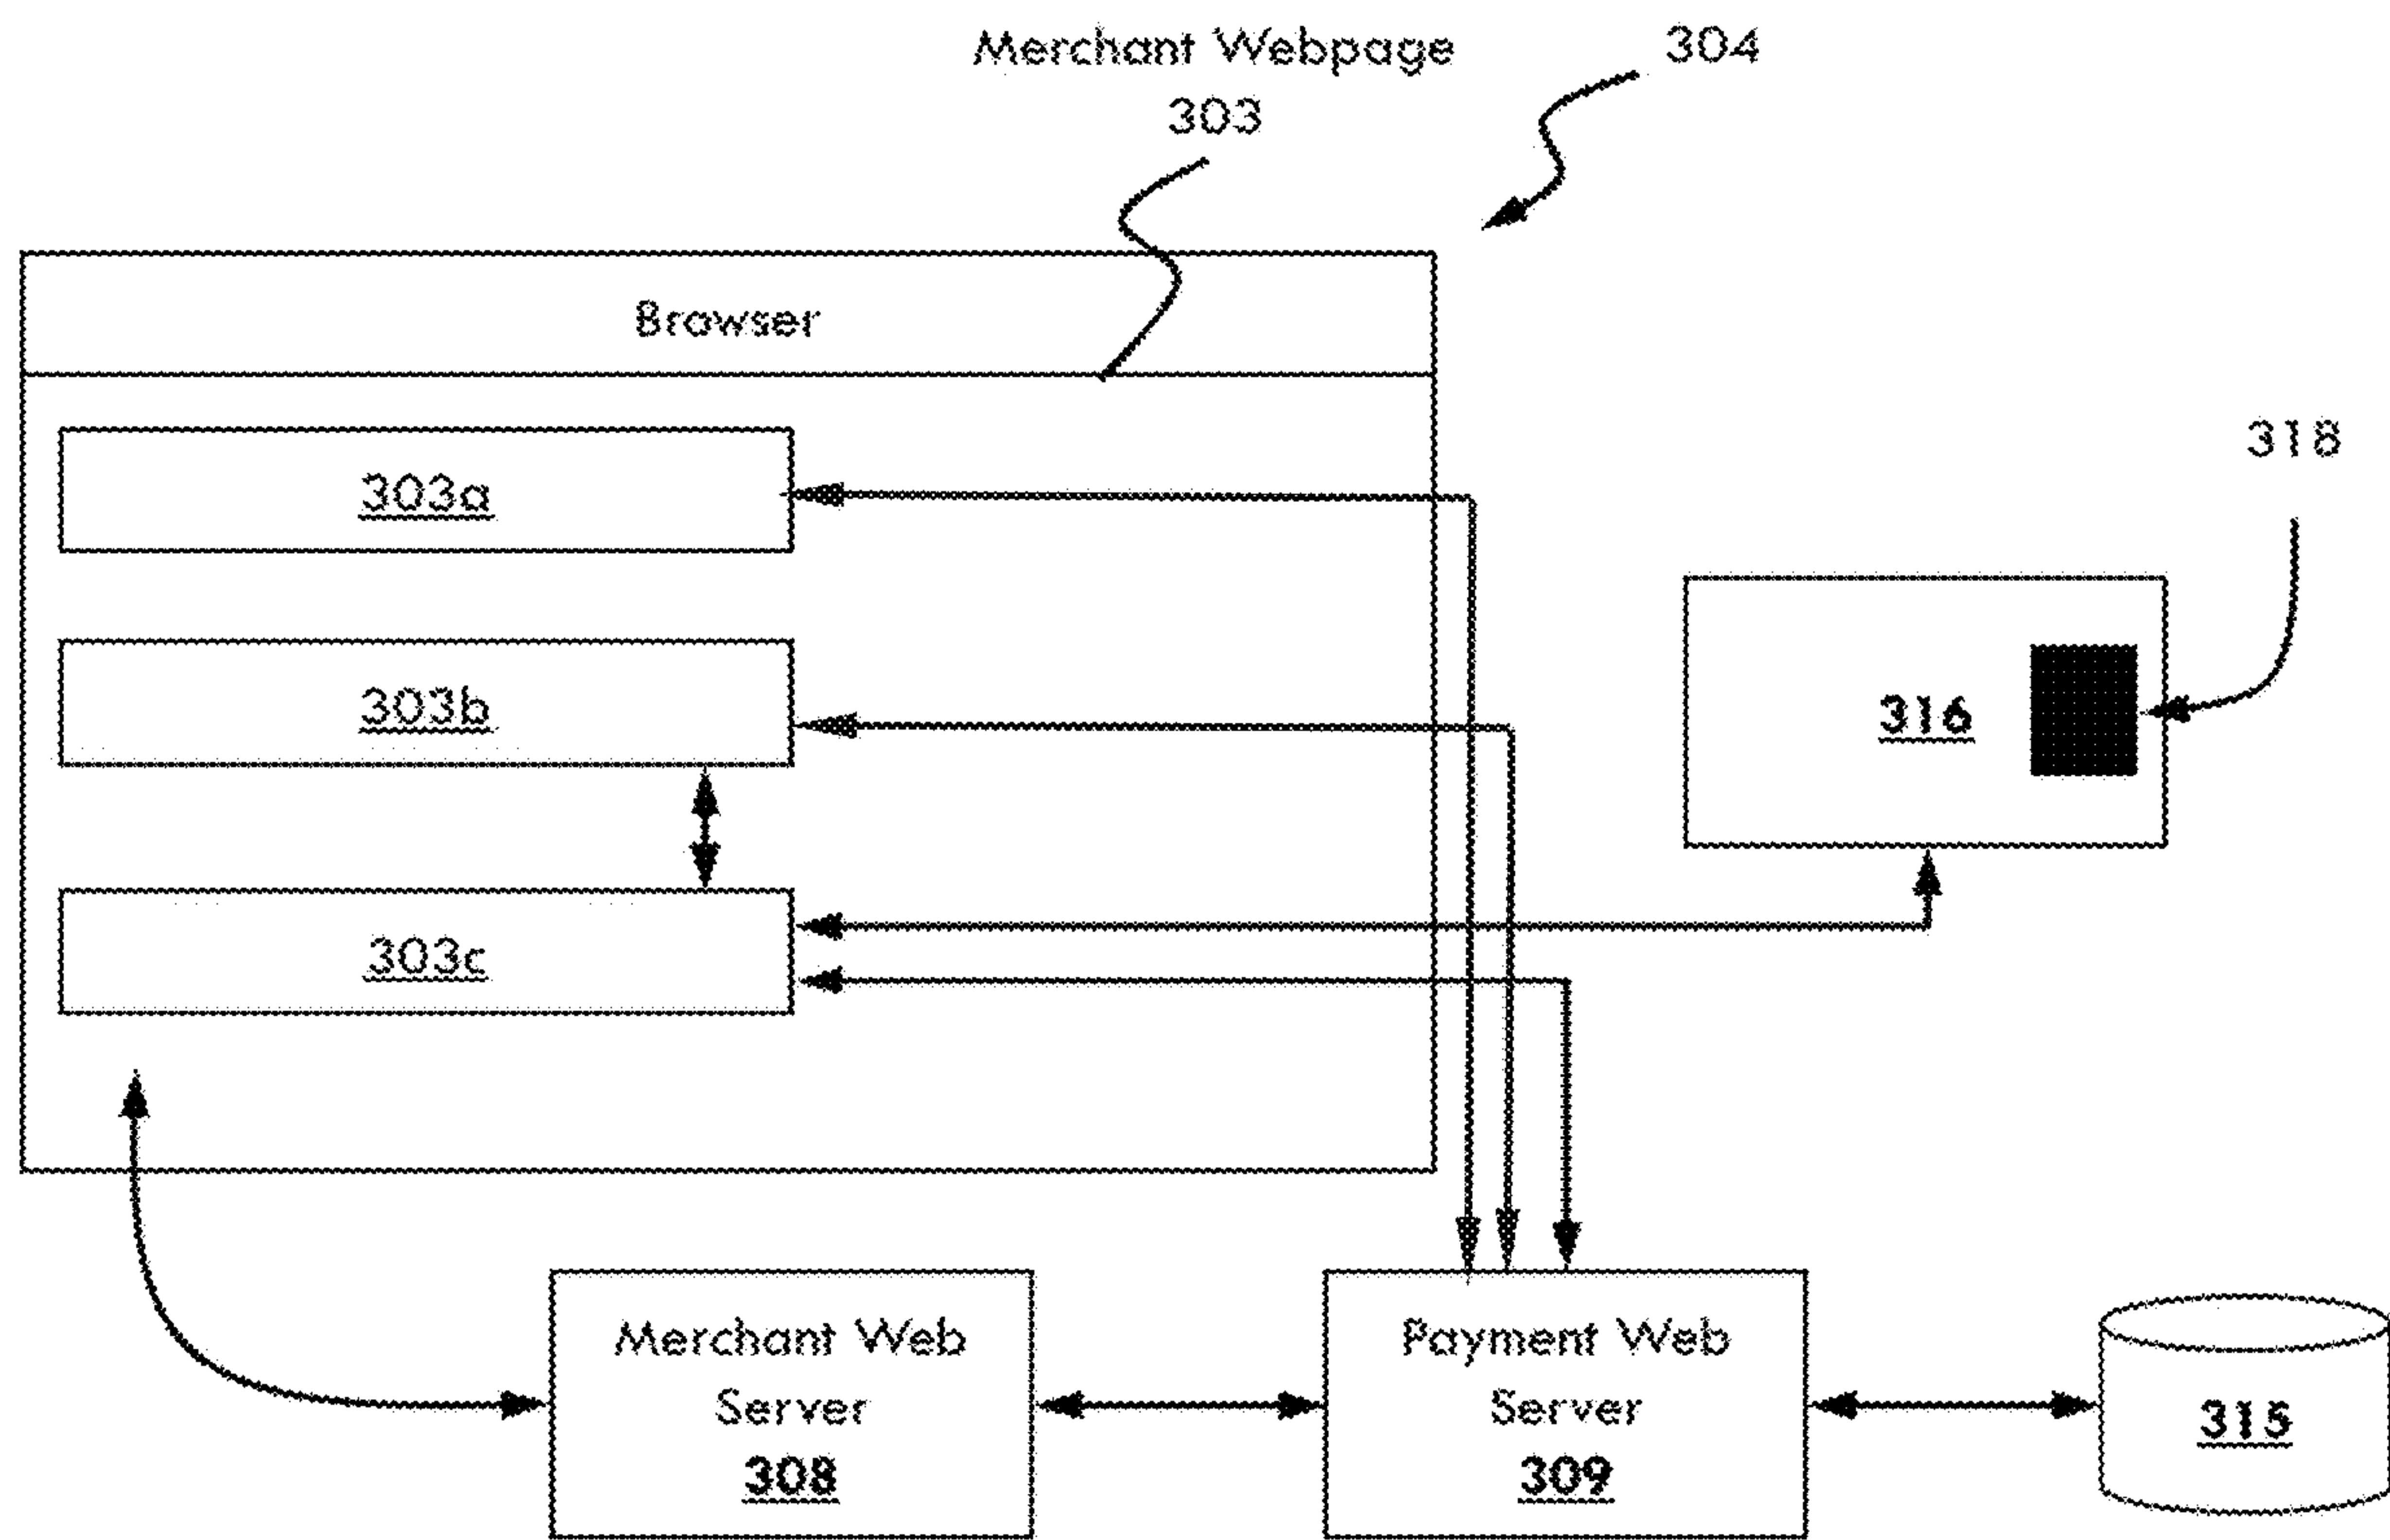 Merchant Webpage
303
304
Browser
303a
318
303b
316
303c
Merchant Web
Server
308
Payment Web
Server
309
315